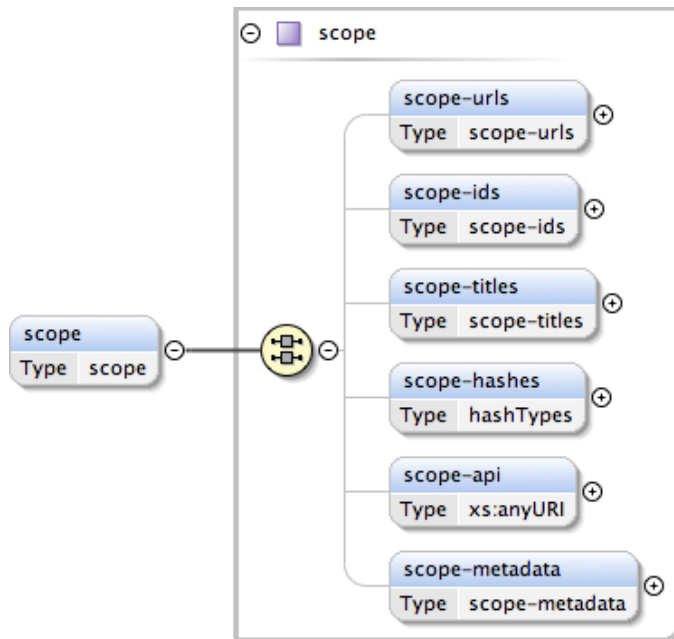 scope
scope-urls
Type scope-urls
scope-ids
Type scope-ids
scope-titles
Type scope-titles
scope
Type scope
scope-hashes
Type hashTypes
scope-api
Type xs:anyURI
scope-metadata
Type scope-metadata